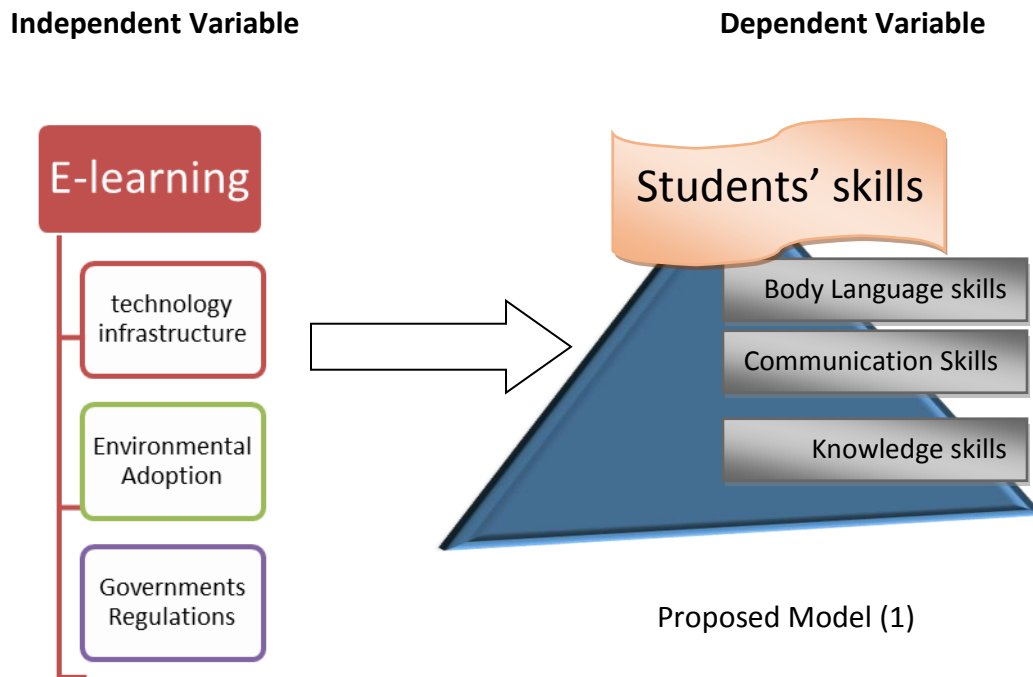 Independent Variable
Dependent Variable
E-learning
technology
infrastructure
Environmental
Adoption
Governments
Regulations
Students’ skills
Body Language skills
Communication Skills
Knowledge skills
Proposed Model (1)